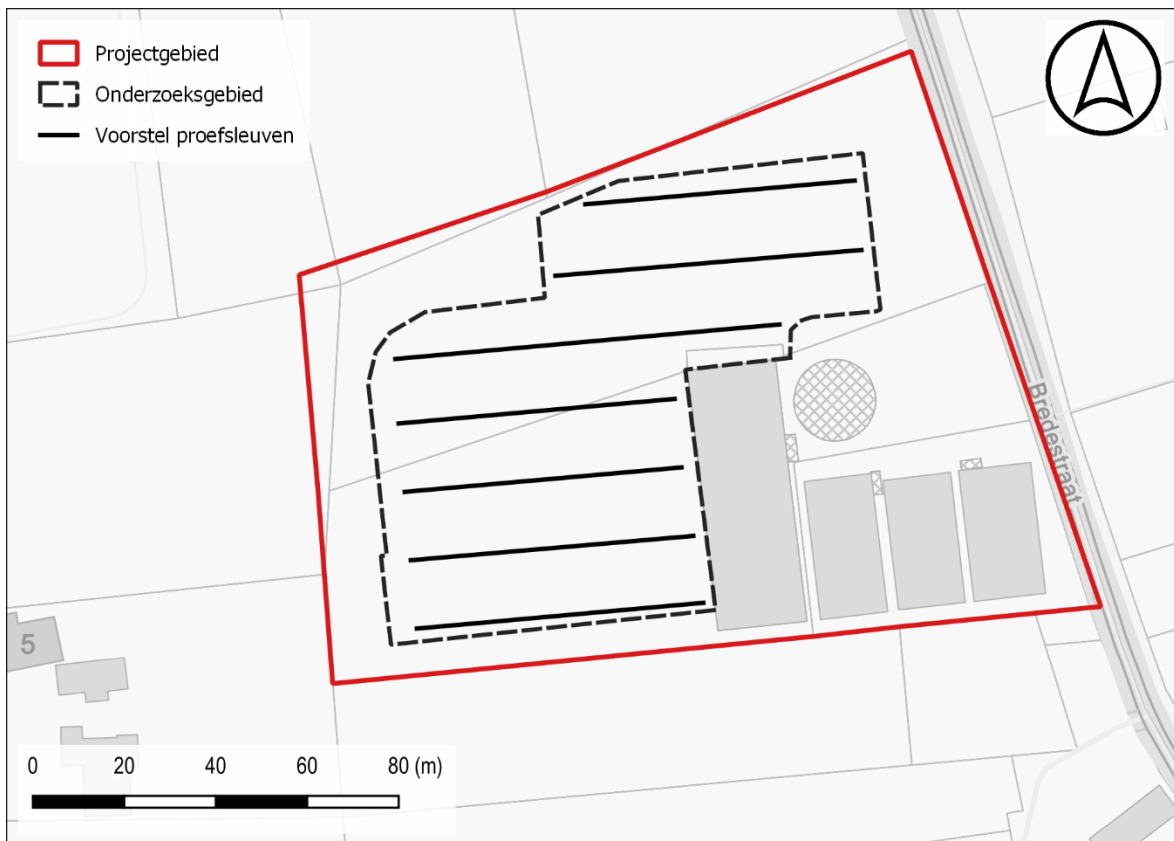 Projectgebied
Onderzoeksgebied
Voorstel proefsleuven
Bredestraat
5
0 20 40 60 80 (m)